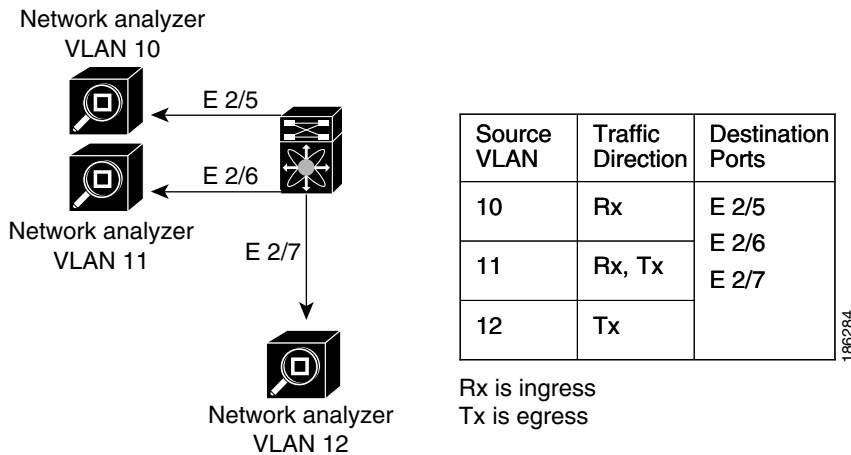 Network analyzer
VLAN 10
E 2/5
E 2/6
Network analyzer
VLAN 11
E 2/7
Network analyzer
VLAN 12
Source VLAN Traffic Direction Destination Ports
10 Rx E 2/5
E 2/6
11 Rx, Tx E 2/7
12 Tx
186284
Rx is ingress
Tx is egress